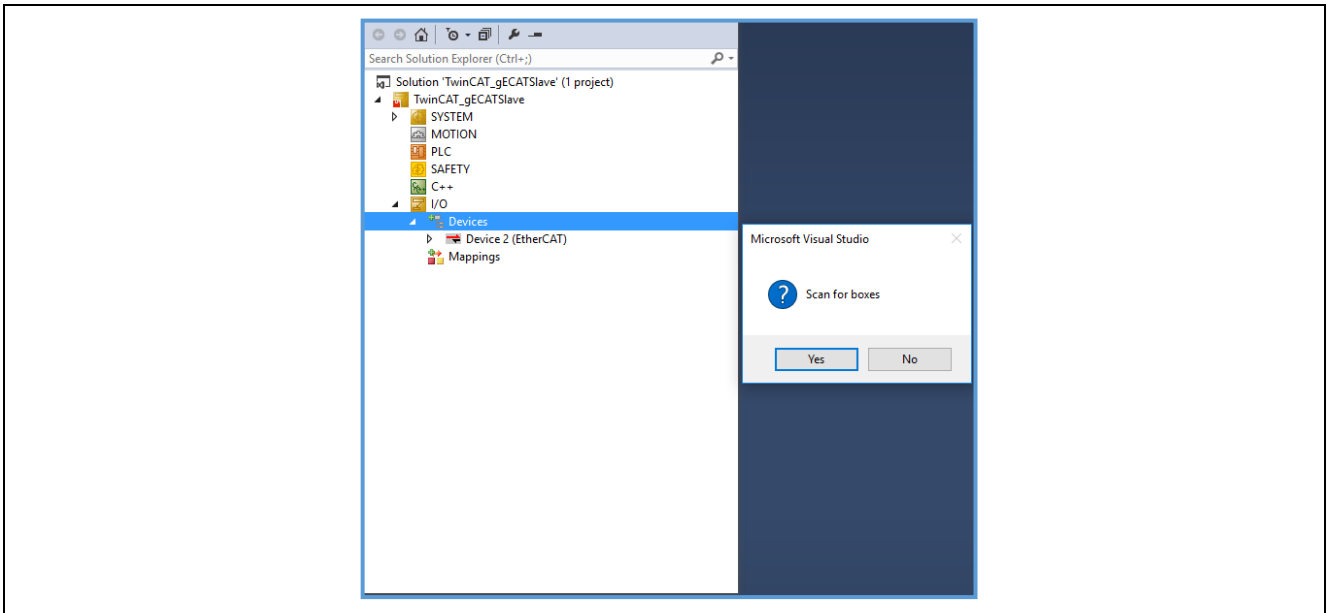 Search Solution Explorer (Ctrl+;)
Solution 'TwinCAT_gECATSlave' (1 project)
TwinCAT_gECATSlave
SYSTEM
MOTION
PLC
SAFETY
C++
I/O
Devices
Device 2 (EtherCAT)
Mappings
Microsoft Visual Studio
Scan for boxes
Yes No